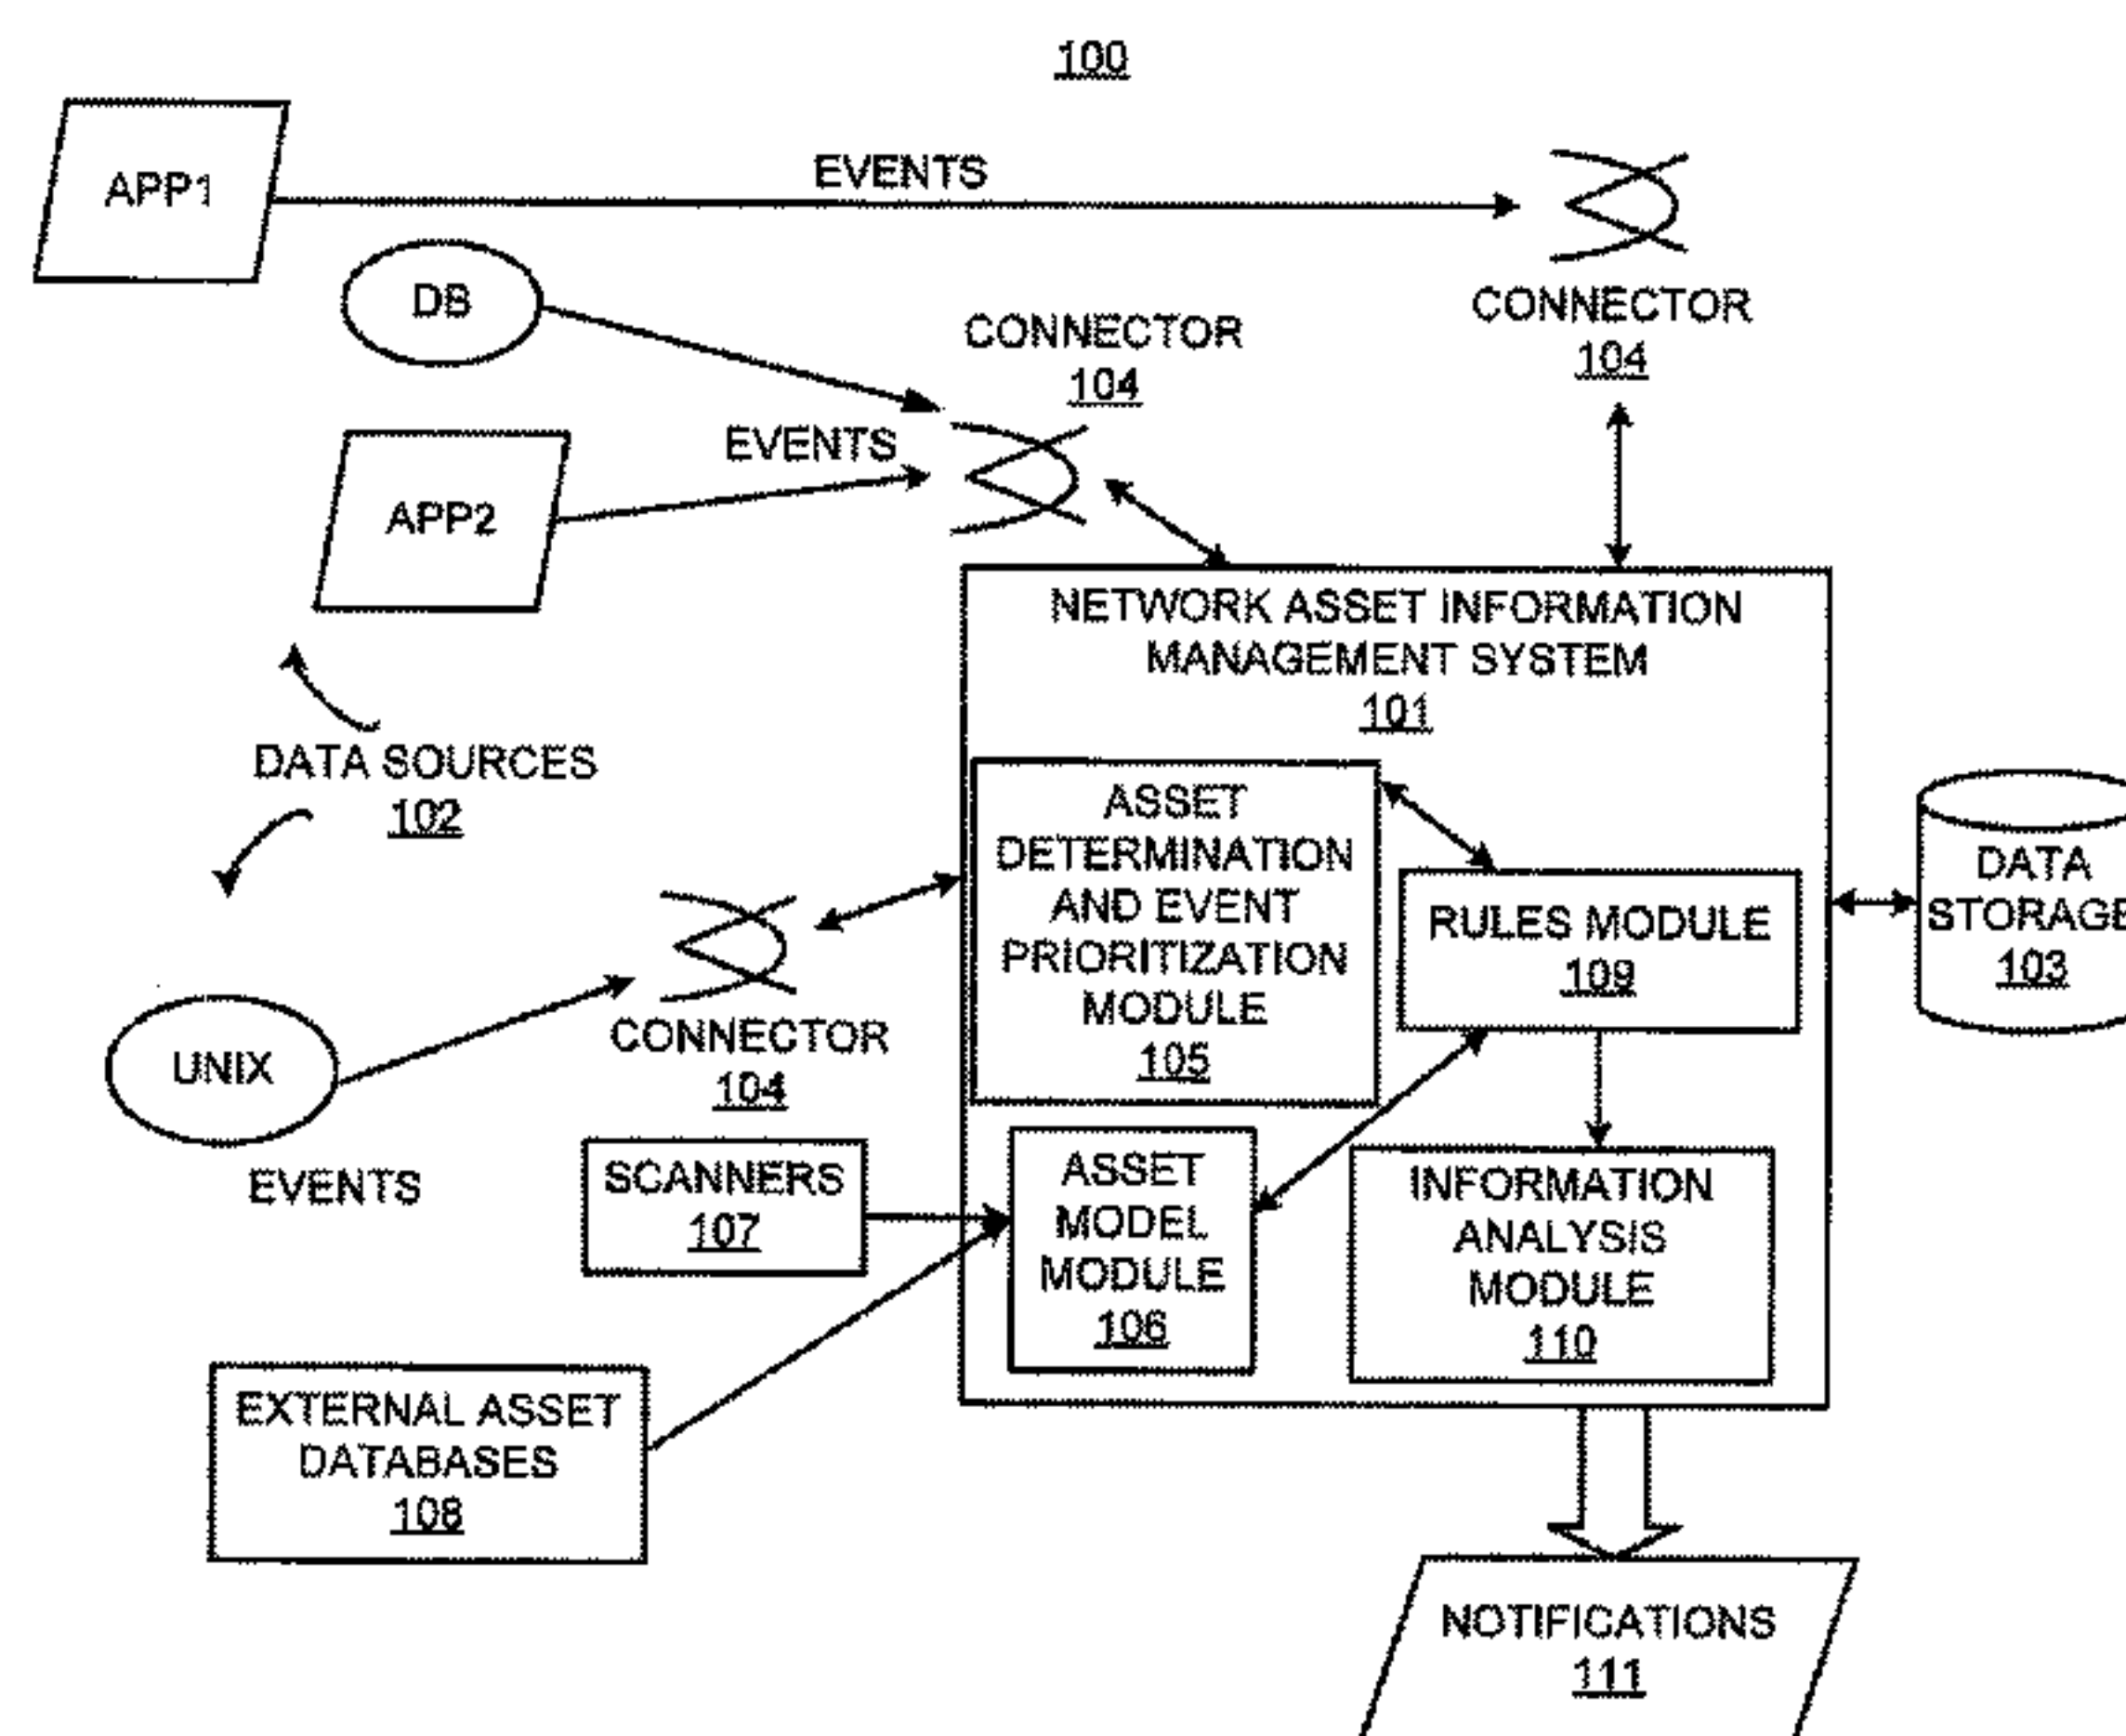 100
APP1
EVENTS
CONNECTOR
104
DB
CONNECTOR
104
EVENTS
APP2
NETWORK ASSET INFORMATION
MANAGEMENT SYSTEM
101
DATA SOURCES
102
ASSET
DETERMINATION
AND EVENT
PRIORITIZATION
MODULE
105
RULES MODULE
109
DATA
STORAGE
103
UNIX
EVENTS
CONNECTOR
104
SCANNERS
107
ASSET
MODEL
MODULE
106
INFORMATION
ANALYSIS
MODULE
110
EXTERNAL ASSET
DATABASES
108
NOTIFICATIONS
111